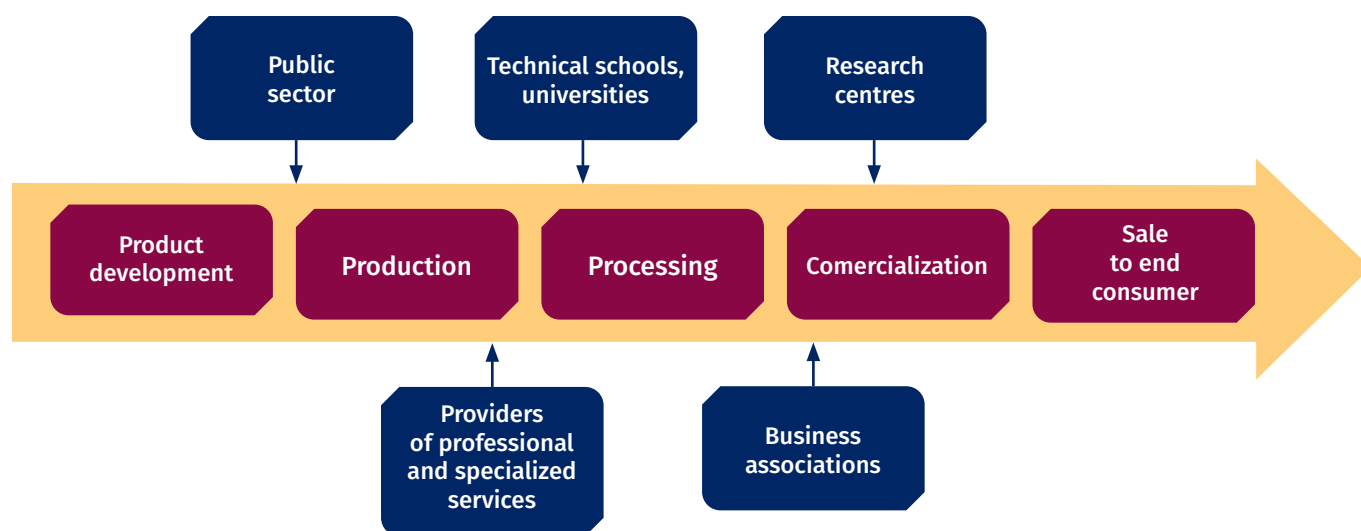 Public
sector
Technical schools,
universities
Research
centres
Product
development
Production
Processing
Comercialization
Sale
to end
consumer
Providers
of professional
and specialized
services
Business
associations